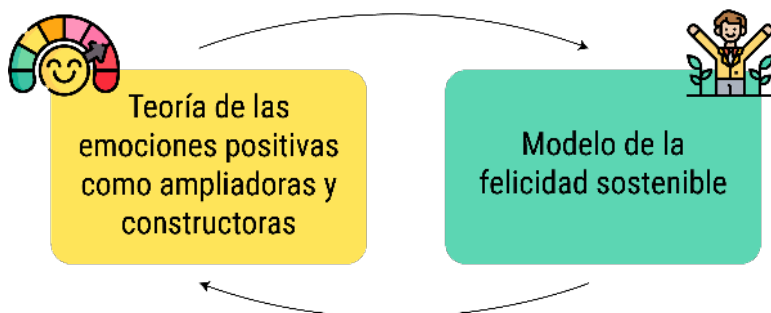 Teoría de las
emociones positivas
como ampliadoras y
constructoras
Modelo de la
felicidad sostenible